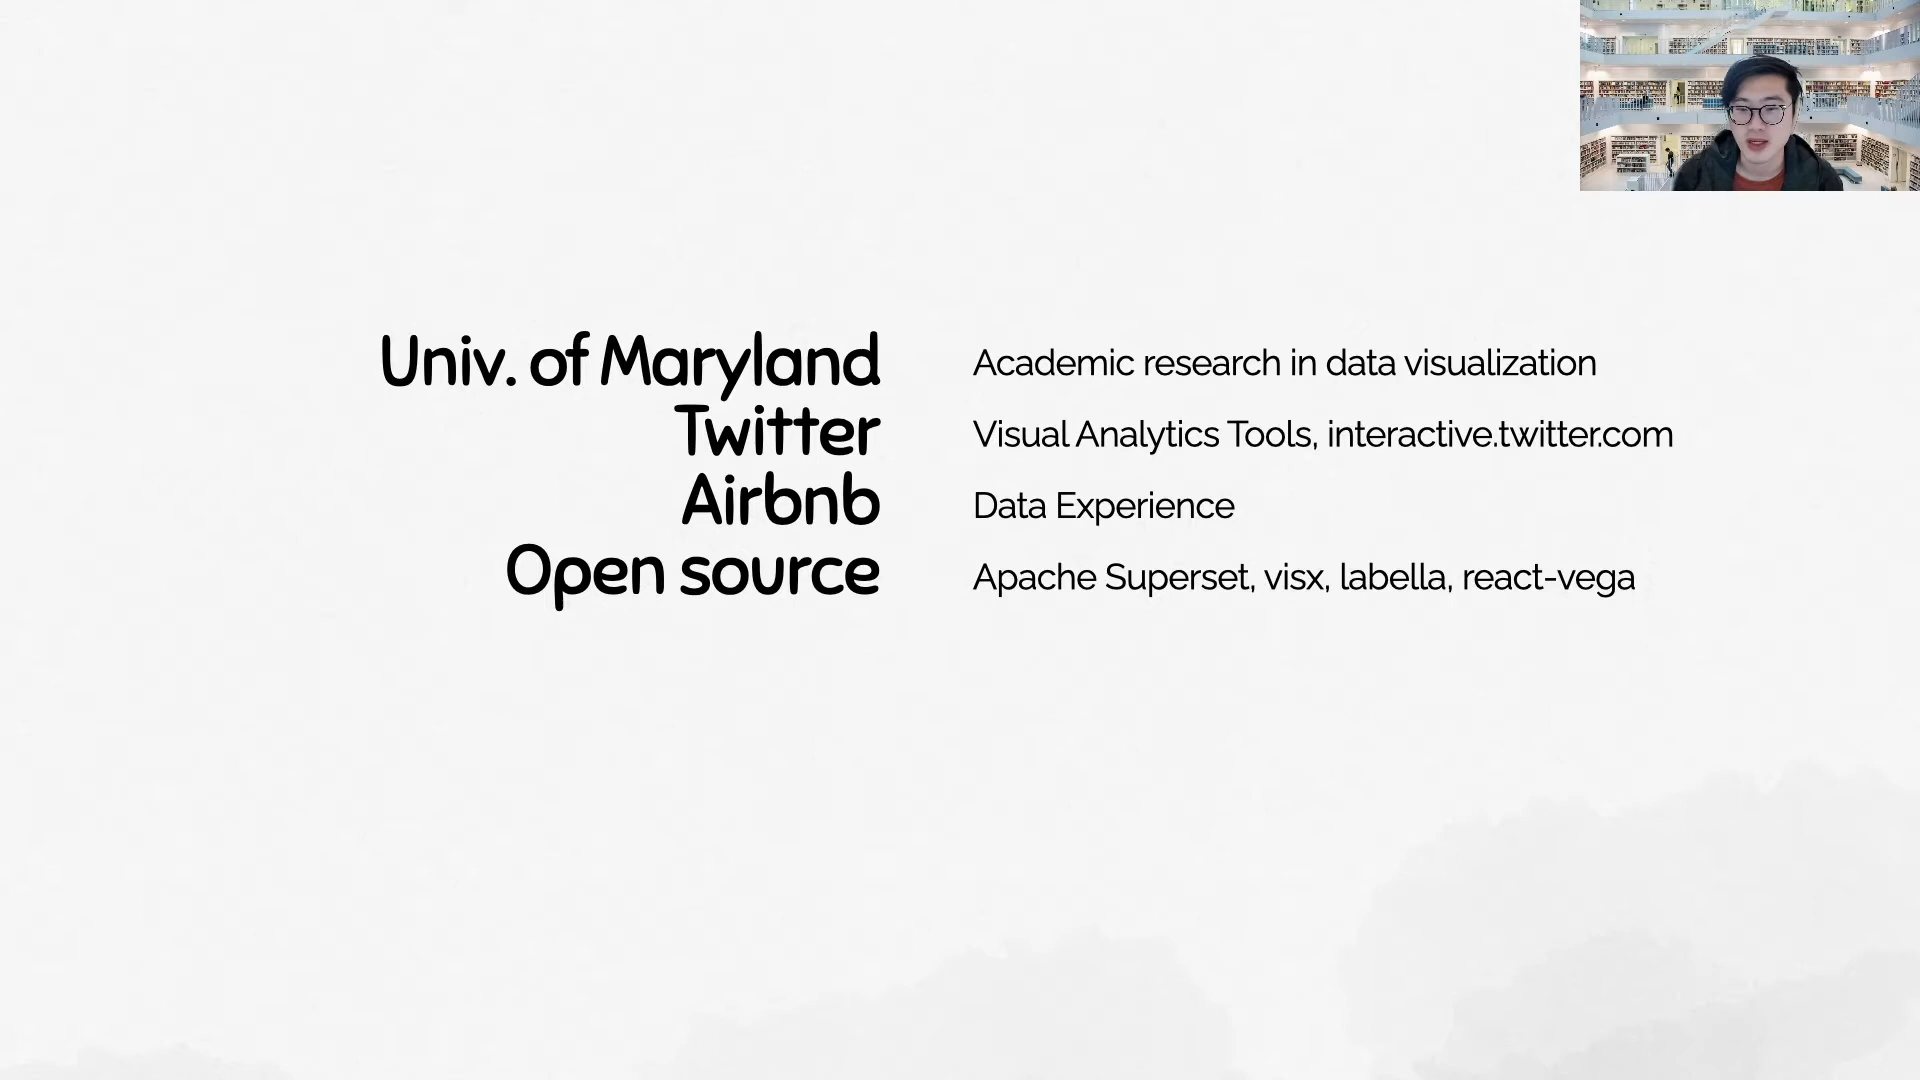 Univ. of Maryland Academic research in data visualization
Twitter Visual Analytics Tools, interactive.twitter.com
Airbnb Data Experience
Open source Apache Superset, visx, labella, react-vega